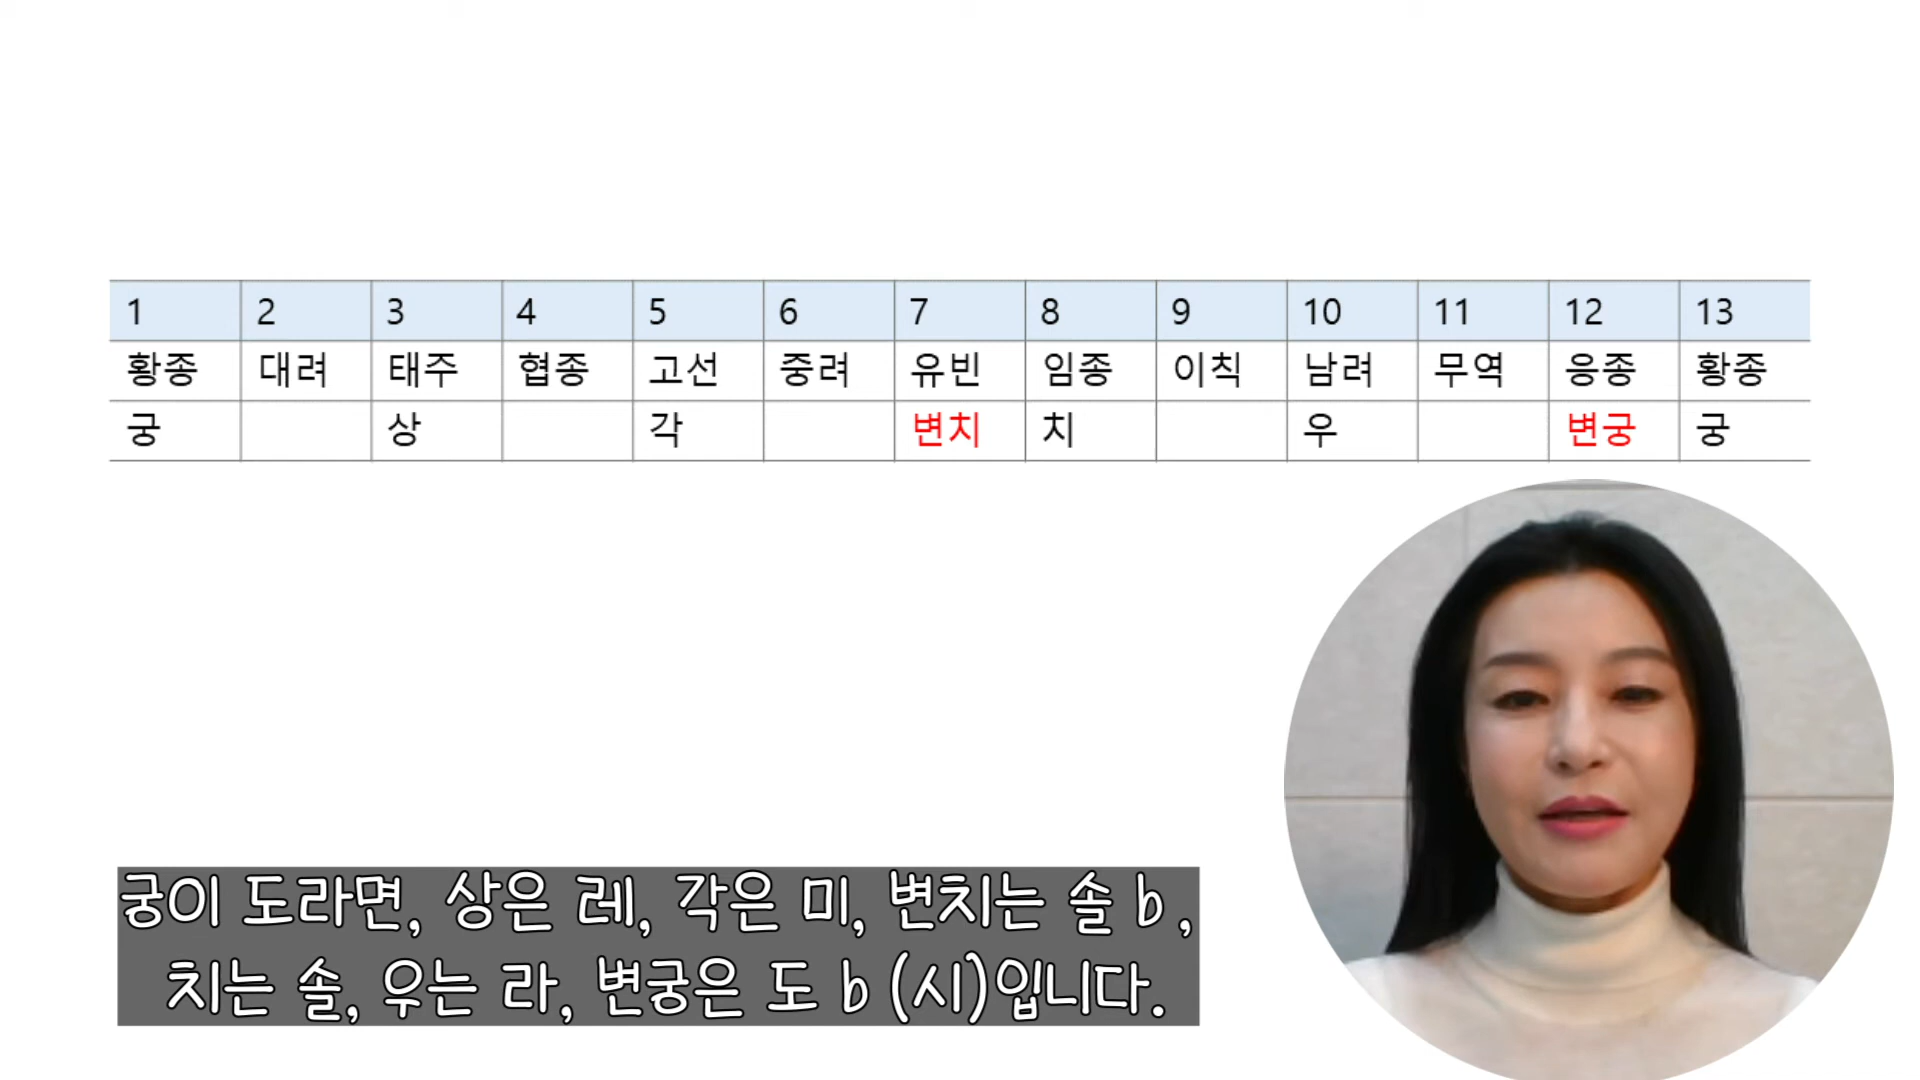 1 2 3 4 5 6 7 8 9 10 11 12 13
황종 대려 태주 협종 고선 중려 유빈 임종 이칙 남려 무역 응종 황종
궁 상 각 변치 치 우 변궁 궁
궁이 도라면, 상은 레, 각은 미, 변치는 솔 b,
치는 솔, 우는 라, 변궁은 도 b (시)입니다.